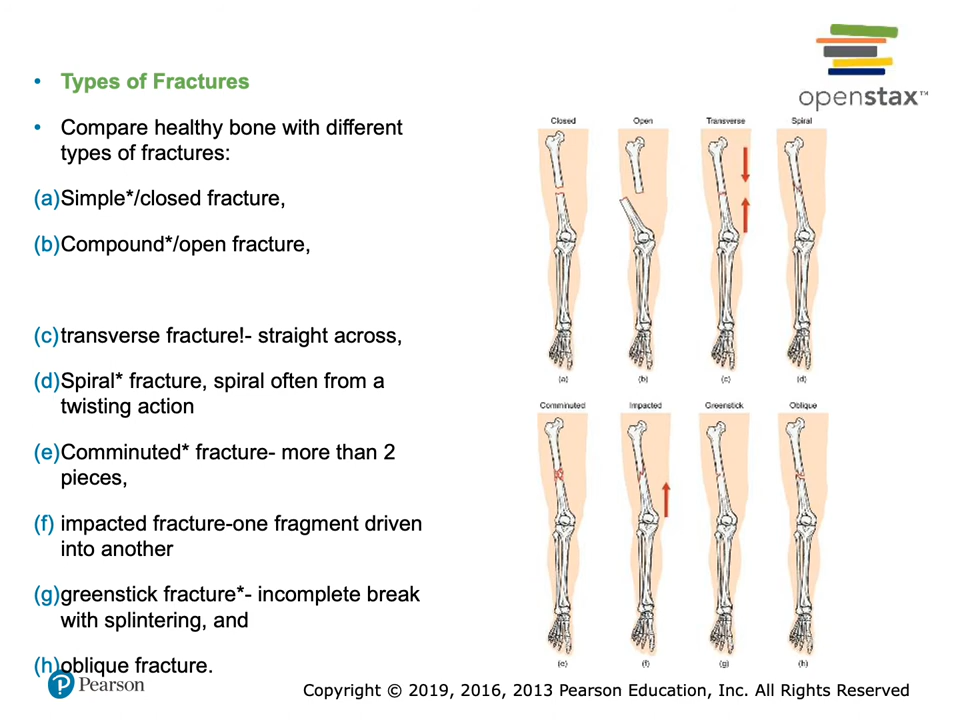 • Types of Fractures
• Compare healthy bone with different
types of fractures:
(a)Simple*/closed fracture,
(b)Compound*/open fracture,
(c)transverse fracture!- straight across,
(d)Spiral* fracture, spiral often from a
twisting action
(e)Comminuted* fracture- more than 2
pieces,
(f) impacted fracture-one fragment driven
into another
(g)greenstick fracture*- incomplete break
with splintering, and
(h)oblique fracture.
openstax™
Closed Open Transverse Spiral
(a) (b) (c) (d)
Comminuted Impacted Greenstick Oblique
(e) (f) (g) (h)
P Pearson
Copyright © 2019, 2016, 2013 Pearson Education, Inc. All Rights Reserved